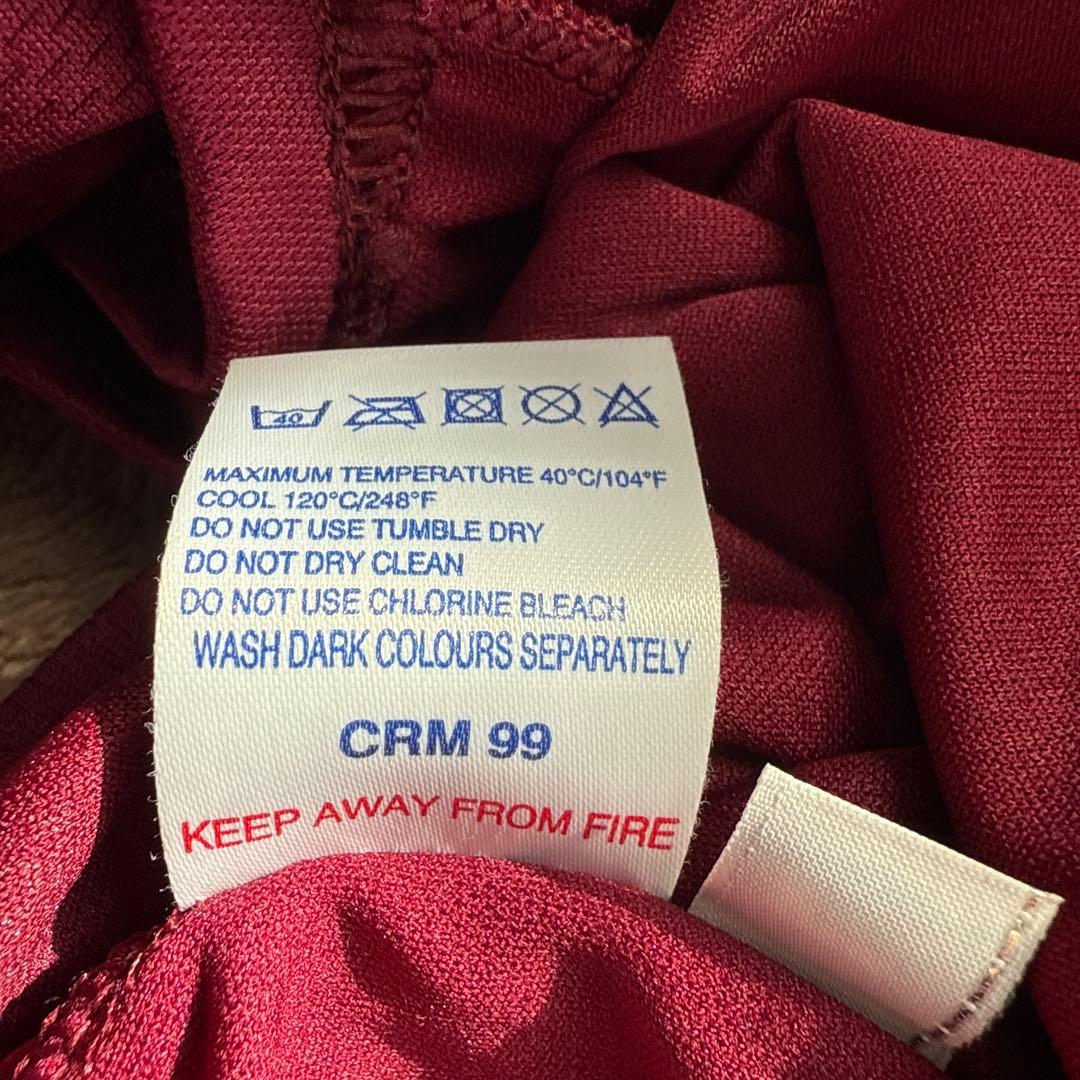 40
MAXIMUM TEMPERATURE 40°C/104°F
COOL 120°C/248°F
DO NOT USE TUMBLE DRY
DO NOT DRY CLEAN
DO NOT USE CHLORINE BLEACH
WASH DARK COLOURS SEPARATELY
CRM 99
KEEP AWAY FROM FIRE